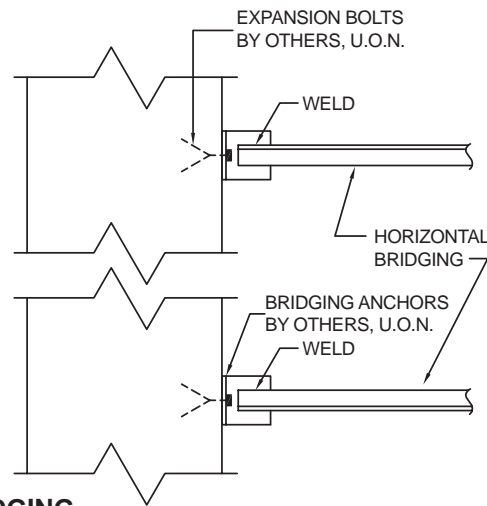 EXPANSION BOLTS
BY OTHERS, U.O.N.
WELD
HORIZONTAL
BRIDGING
BRIDGING ANCHORS
BY OTHERS, U.O.N.
WELD